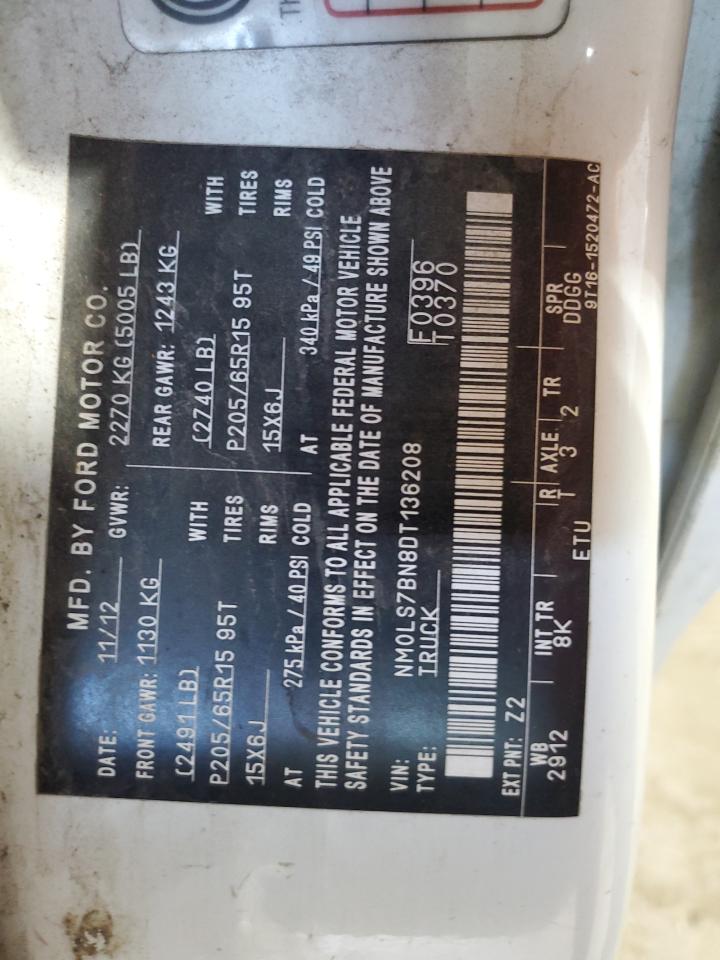 TH
MFD. BY FORD MOTOR CO.
DATE: 11/12 GVWR: 2270 KG (5005 LB)
FRONT GAWR: 1130 KG REAR GAWR: 1243 KG
(2491 LB) WITH (2740 LB) WITH
P205/65R15 95T TIRES P205/65R15 95T TIRES
15X6J RIMS 15X6J RIMS
AT 275 kPa / 40 PSI COLD AT 340 kPa / 49 PSI COLD
THIS VEHICLE CONFORMS TO ALL APPLICABLE FEDERAL MOTOR VEHICLE
SAFETY STANDARDS IN EFFECT ON THE DATE OF MANUFACTURE SHOWN ABOVE
VIN: NM0LS7BN8DT136208 F0396
TYPE: TRUCK T0370
EXT PNT: Z2
WB INT TR R AXLE TR SPR
2912 8K T 3 2 DDGG
ETU 9T16-1520472-AC